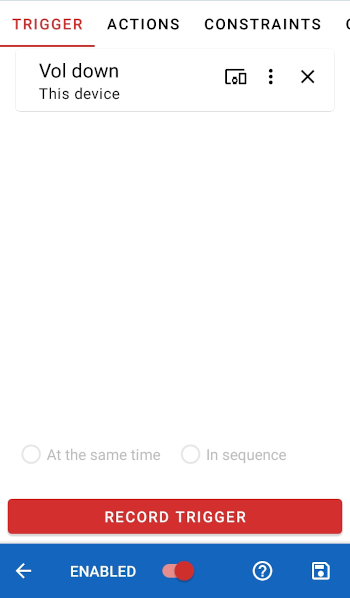 TRIGGER ACTIONS CONSTRAINTS
Vol down
This device
At the same time In sequence
RECORD TRIGGER
ENABLED